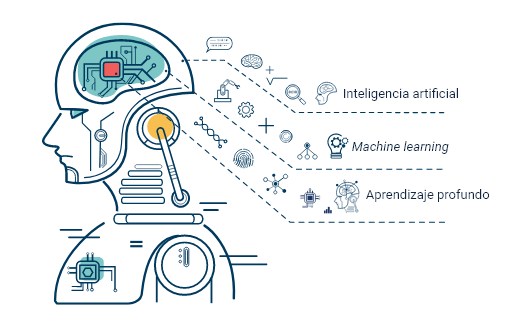 Inteligencia artificial
Machine learning
Aprendizaje profundo